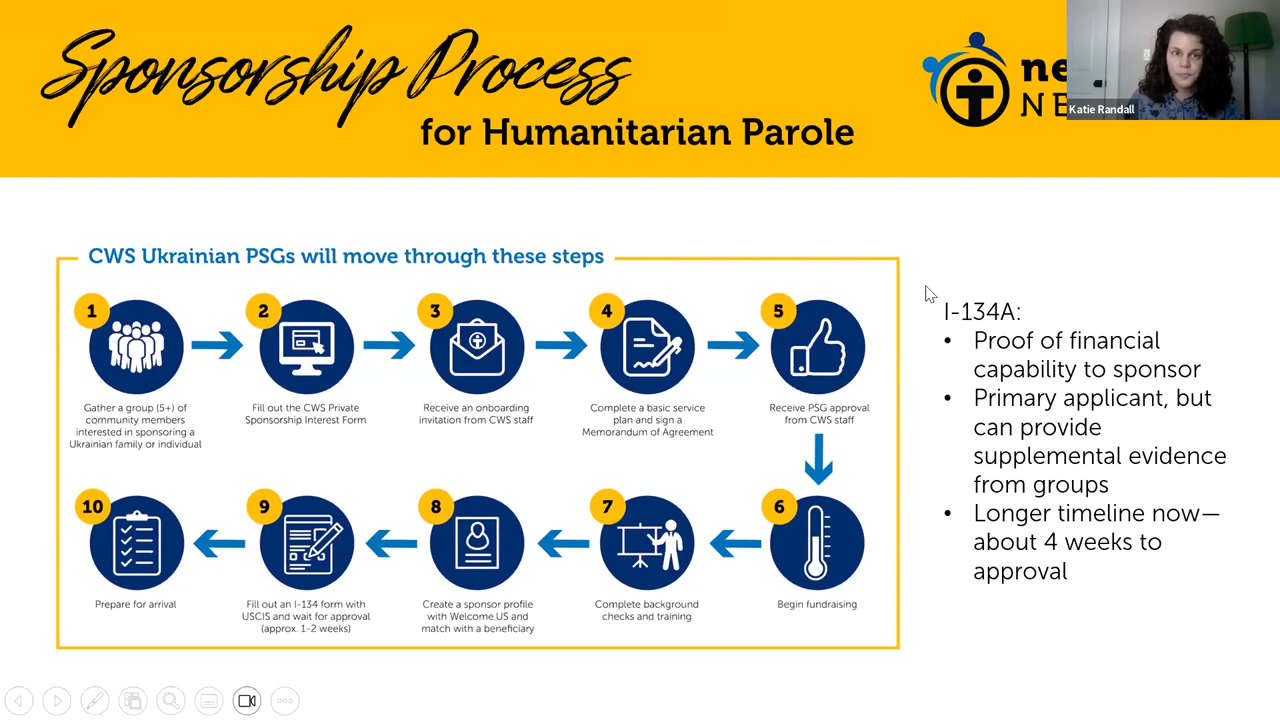 Sponsorship Process
for Humanitarian Parole
ne
NE
Katie Randall
CWS Ukrainian PSGs will move through these steps
1
2
3
4
5
Gather a group (5+) of
community members
interested in sponsoring a
Ukrainian family or individual
Fill out the CWS Private
Sponsorship Interest Form
Receive an onboarding
invitation from CWS staff
Complete a basic service
plan and sign a
Memorandum of Agreement
Receive PSG approval
from CWS staff
10
9
8
7
6
Prepare for arrival
Fill out an I-134 form with
USCIS and wait for approval
(approx. 1-2 weeks)
Create a sponsor profile
with Welcome.US and
match with a beneficiary
Complete background
checks and training
Begin fundraising
I-134A:
• Proof of financial
capability to sponsor
• Primary applicant, but
can provide
supplemental evidence
from groups
• Longer timeline now—
about 4 weeks to
approval